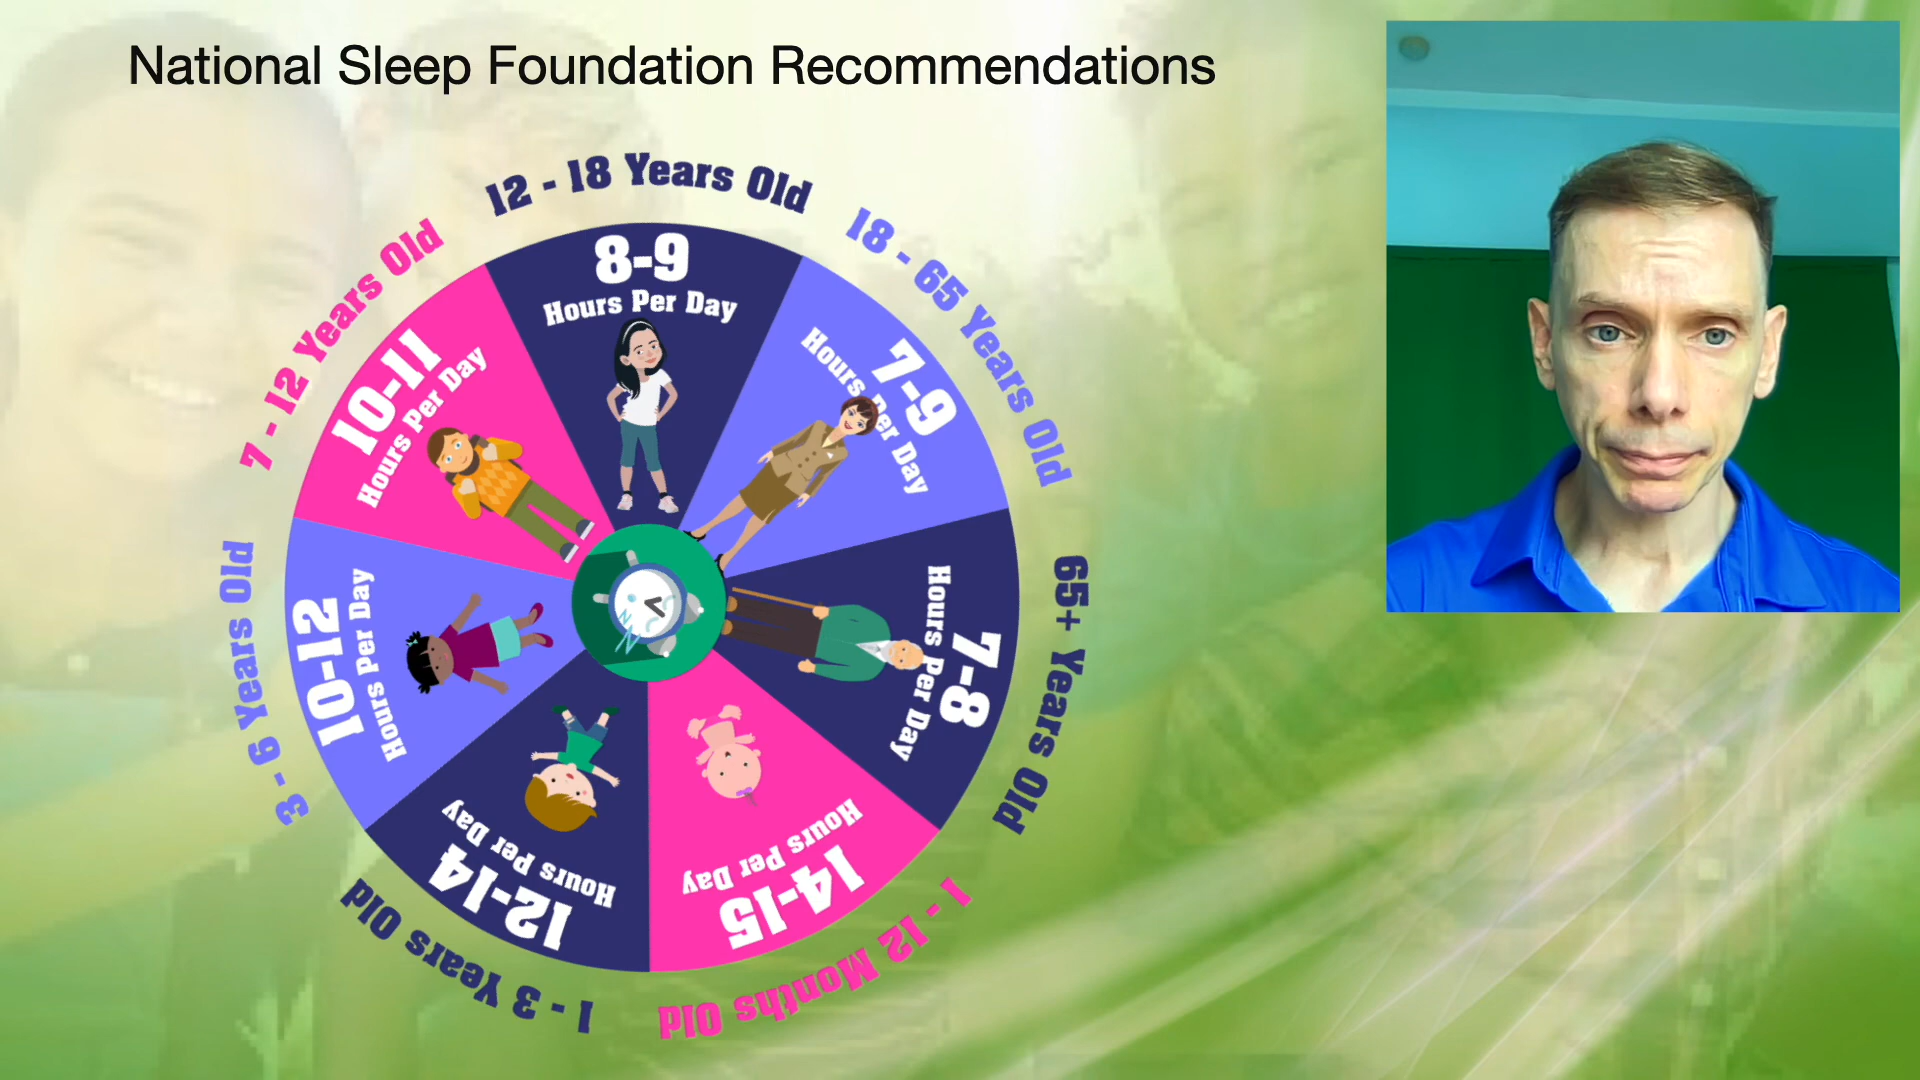 National Sleep Foundation Recommendations
12 - 18 Years Old
8-9
Hours Per Day
18 - 65 Years Old
7-9
Hours Per Day
65+ Years Old
7-8
Hours Per Day
1 - 12 Months Old
14-15
Hours Per Day
1 - 3 Years Old
12-14
Hours Per Day
3 - 6 Years Old
10-12
Hours Per Day
7 - 12 Years Old
10-11
Hours Per Day